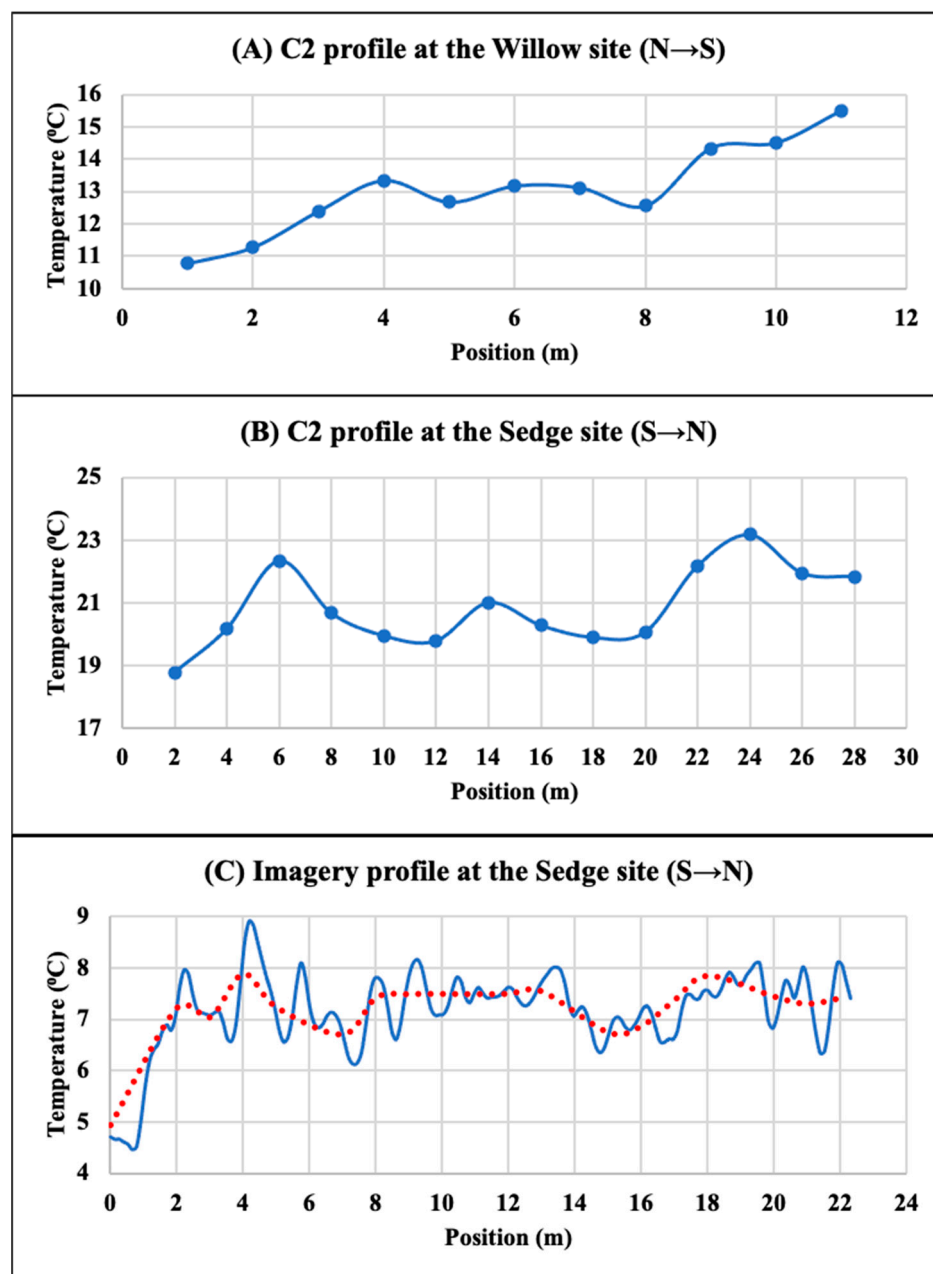 (A) C2 profile at the Willow site (N→S)
Temperature (⁰C)
16
15
14
13
12
11
10
0 2 4 6 8 10 12
Position (m)
(B) C2 profile at the Sedge site (S→N)
Temperature (⁰C)
25
23
21
19
17
0 2 4 6 8 10 12 14 16 18 20 22 24 26 28 30
Position (m)
(C) Imagery profile at the Sedge site (S→N)
Temperature (⁰C)
9
8
7
6
5
4
0 2 4 6 8 10 12 14 16 18 20 22 24
Position (m)